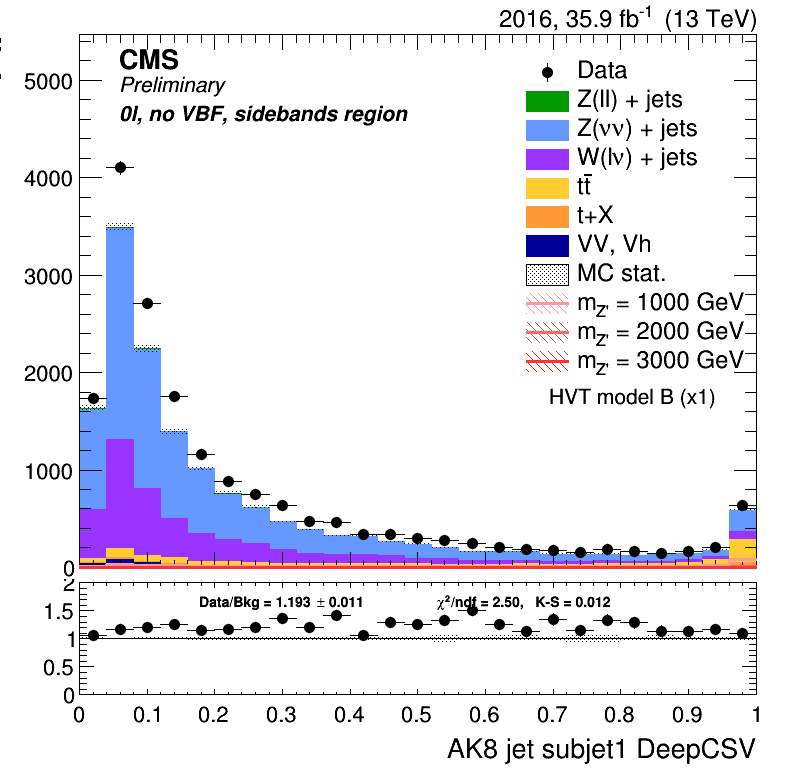 2016, 35.9 fb⁻¹ (13 TeV)
CMS
Preliminary
0l, no VBF, sidebands region
Data
Z(ll) + jets
Z(νν) + jets
W(lν) + jets
tt̄
t+X
VV, Vh
MC stat.
m_Z' = 1000 GeV
m_Z' = 2000 GeV
m_Z' = 3000 GeV
HVT model B (x1)
5000
4000
3000
2000
1000
0
Data/Bkg = 1.193 ± 0.011
χ²/ndf = 2.50, K-S = 0.012
2
1.5
1
0.5
0
0 0.1 0.2 0.3 0.4 0.5 0.6 0.7 0.8 0.9 1
AK8 jet subjet1 DeepCSV